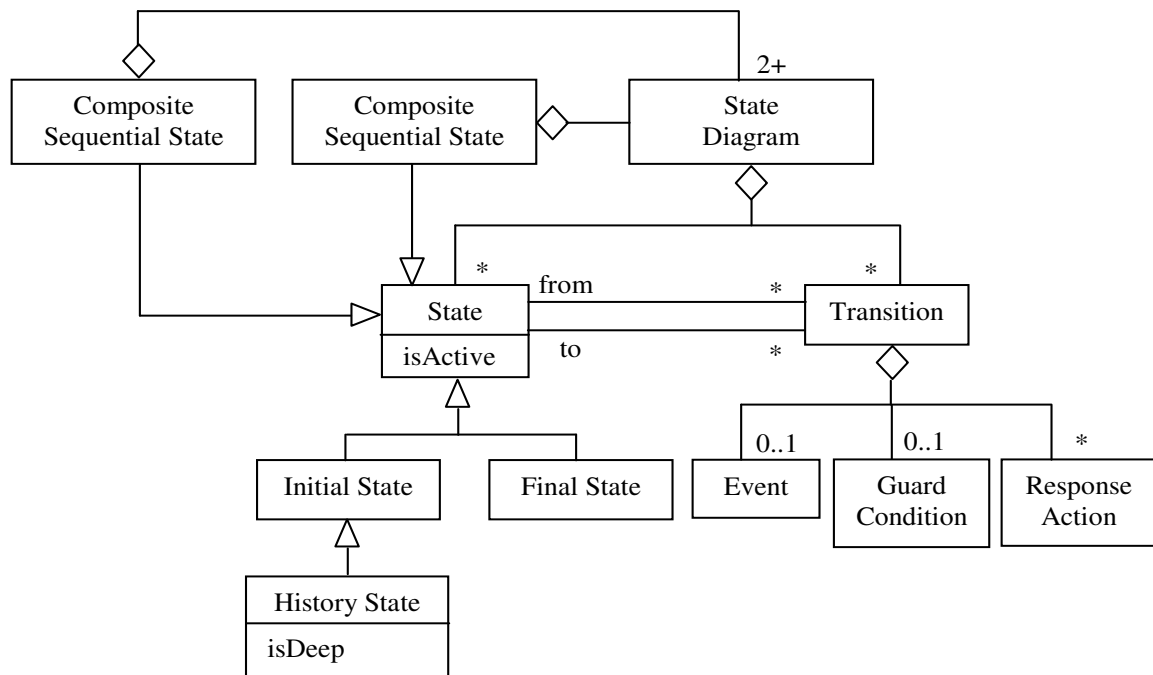 2+
Composite
Sequential State
Composite
Sequential State
State
Diagram
*
from
*
*
State
Transition
isActive
to
*
0..1
0..1
*
Initial State
Final State
Event
Guard
Condition
Response
Action
History State
isDeep